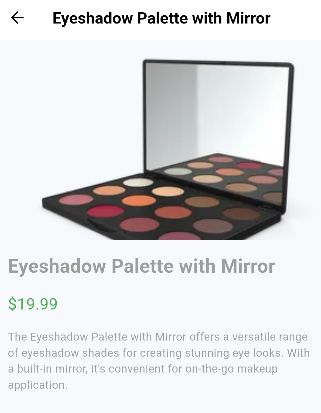 Eyeshadow Palette with Mirror
Eyeshadow Palette with Mirror
$19.99
The Eyeshadow Palette with Mirror offers a versatile range
of eyeshadow shades for creating stunning eye looks. With
a built-in mirror, it's convenient for on-the-go makeup
application.